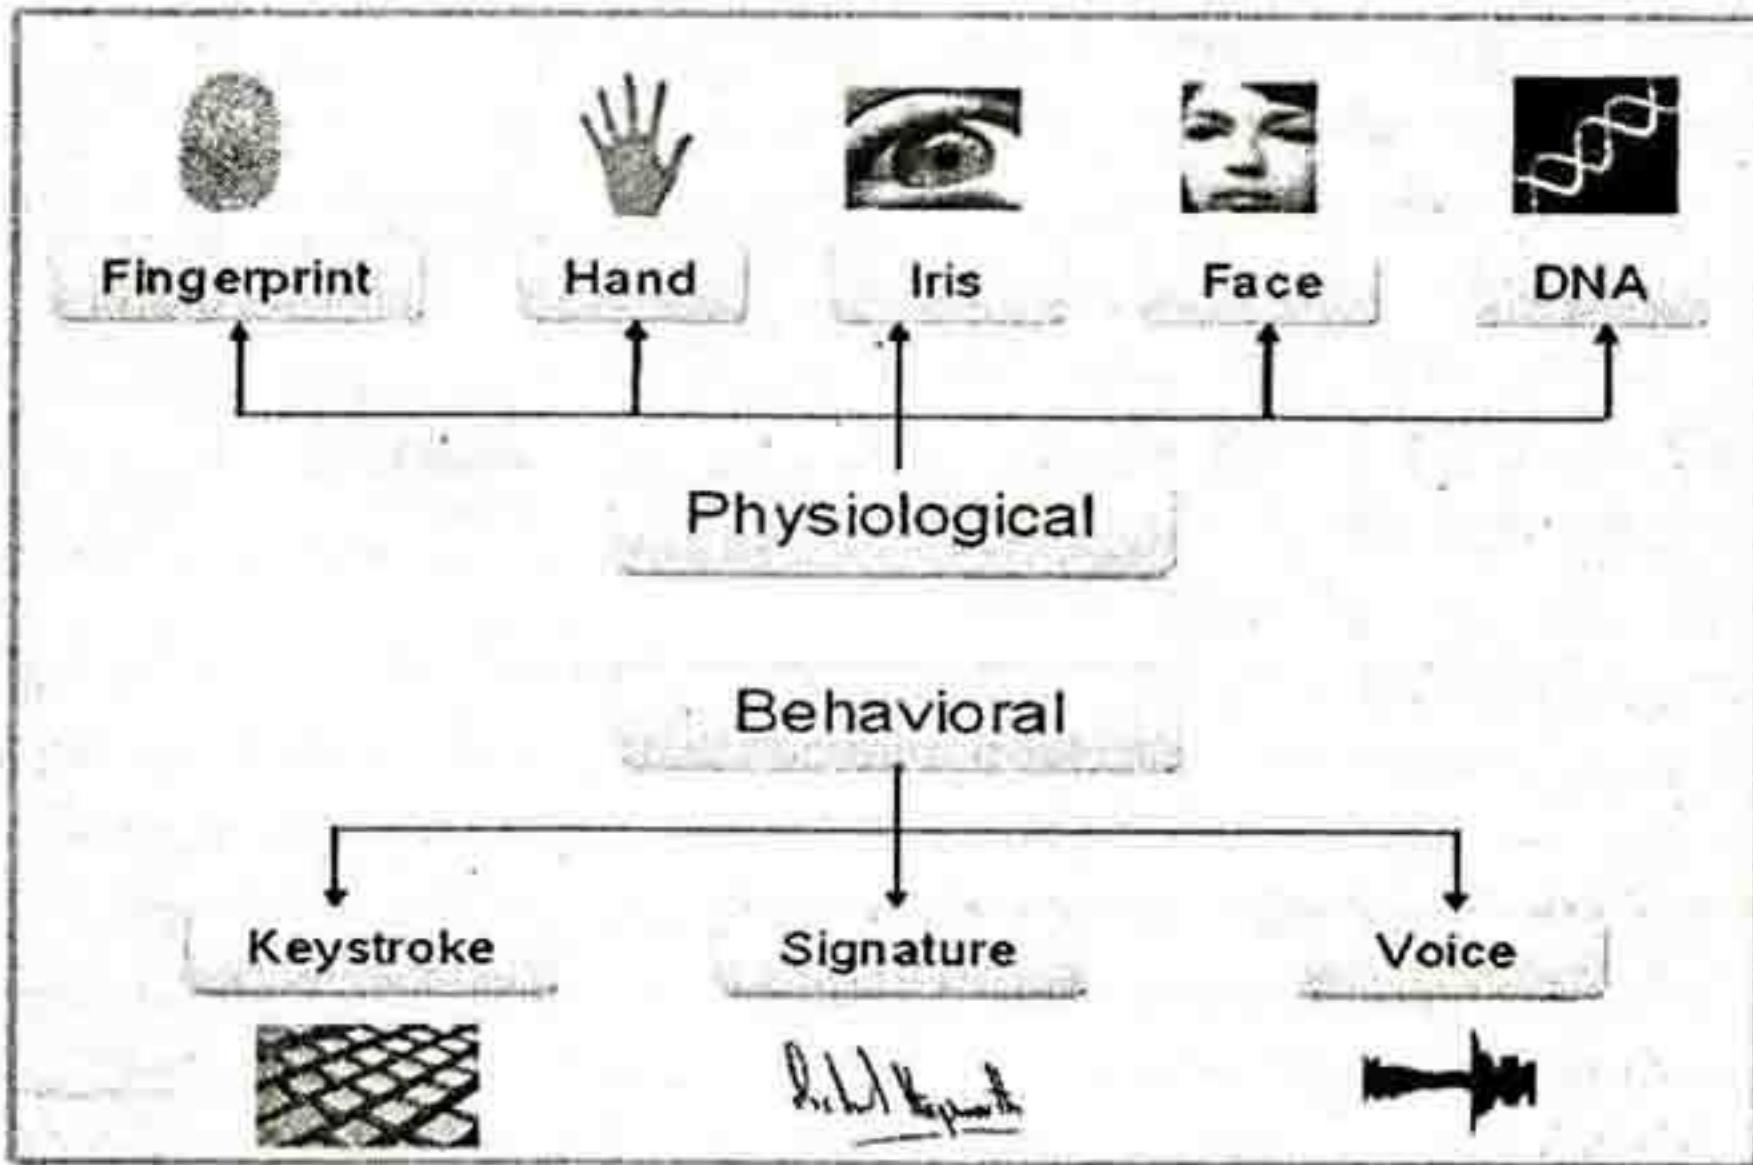 Fingerprint Hand Iris Face DNA
Physiological
Behavioral
Keystroke Signature Voice